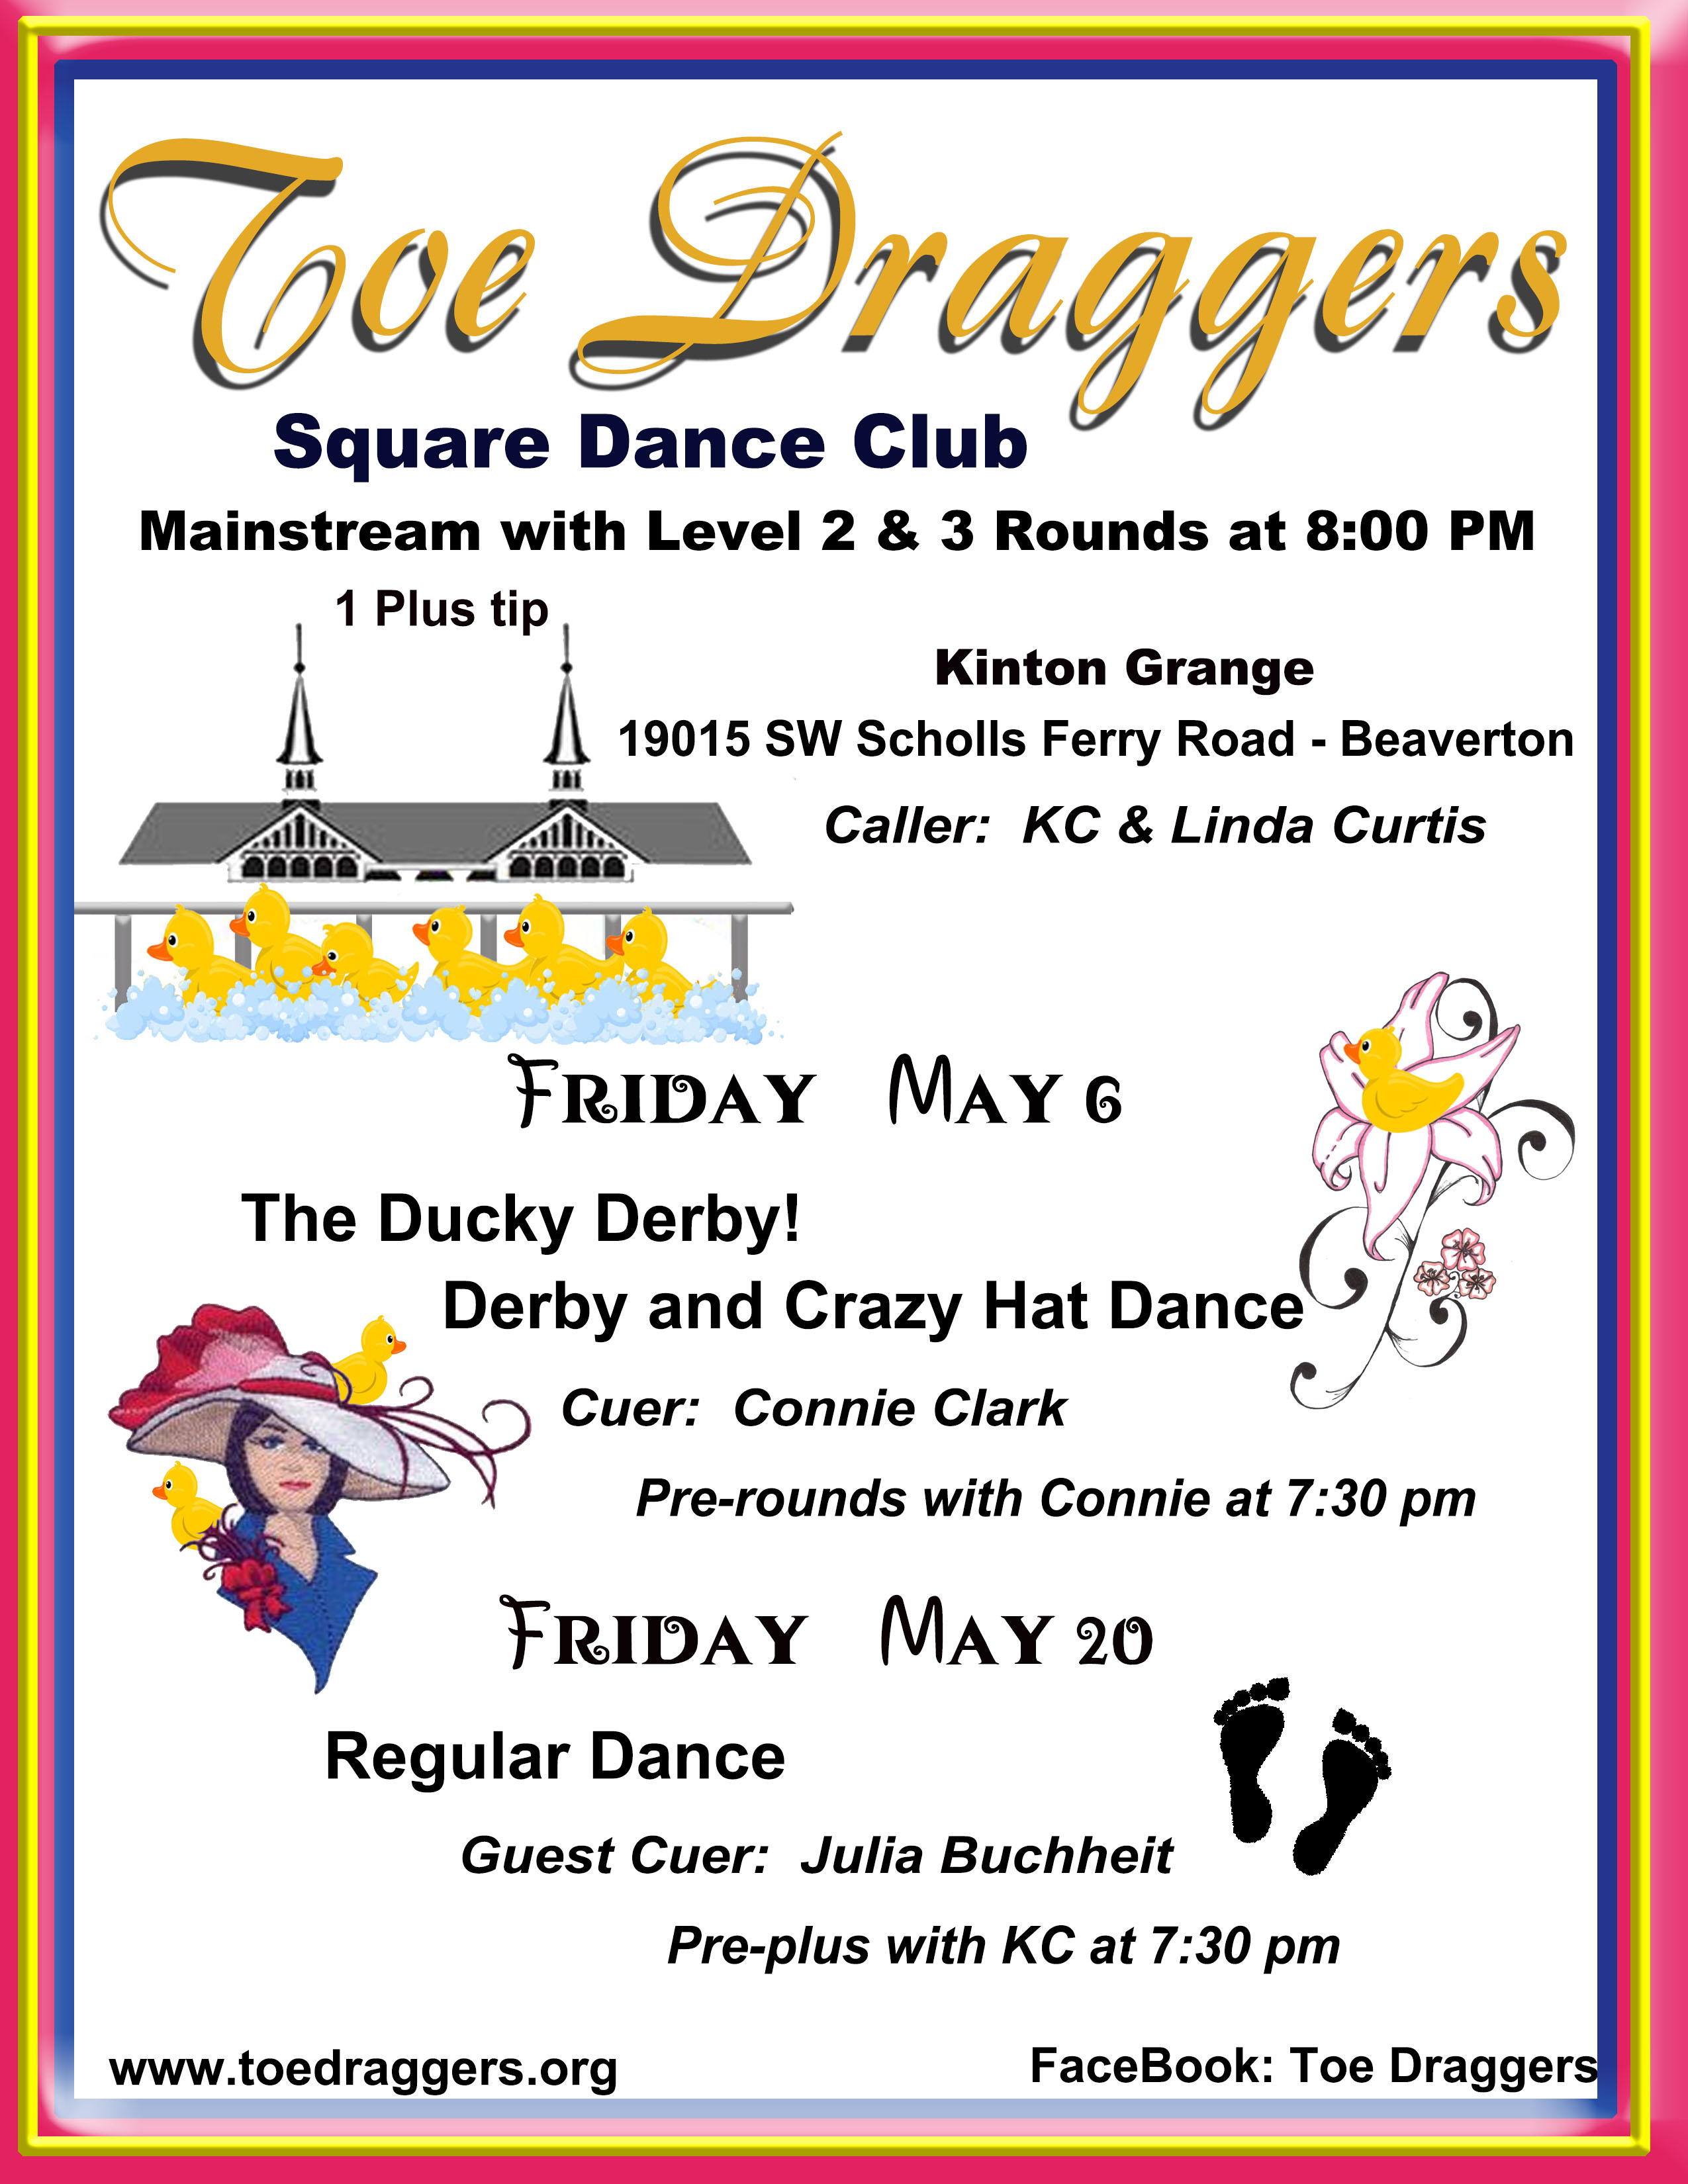 Toe Draggers
Square Dance Club
Mainstream with Level 2 & 3 Rounds at 8:00 PM
1 Plus tip
Kinton Grange
19015 SW Scholls Ferry Road - Beaverton
Caller: KC & Linda Curtis
Friday May 6
The Ducky Derby!
Derby and Crazy Hat Dance
Cuer: Connie Clark
Pre-rounds with Connie at 7:30 pm
Friday May 20
Regular Dance
Guest Cuer: Julia Buchheit
Pre-plus with KC at 7:30 pm
www.toedraggers.org
FaceBook: Toe Draggers